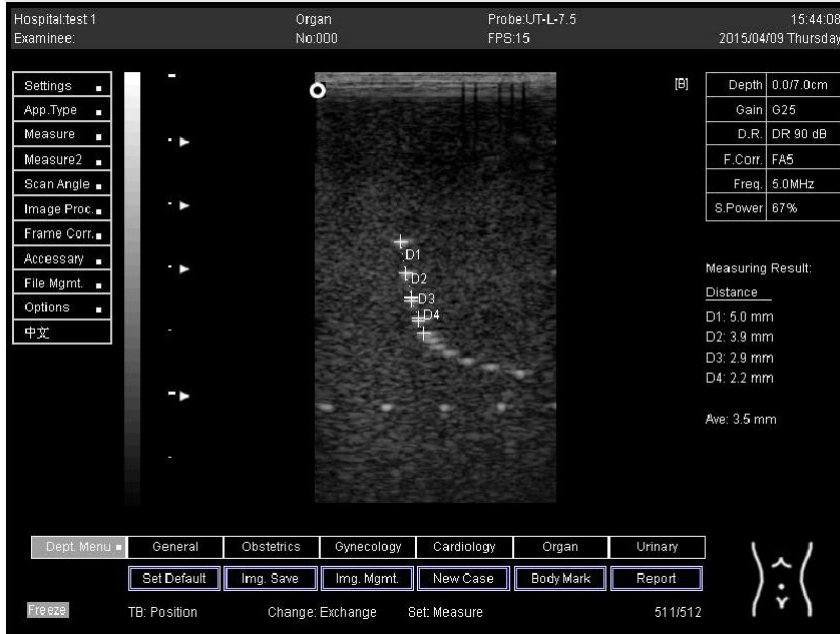 Hospital:test 1 Organ Probe:UT-L-7.5 15:44:08
Examinee: No:000 FPS:15 2015/04/09 Thursday
Settings
App.Type
Measure
Measure2
Scan Angle
Image Proc.
Frame Corr.
Accessary
File Mgmt.
Options
中文
[B]
Depth 0.0/7.0cm
Gain G25
D.R. DR 90 dB
F.Corr. FA5
Freq. 5.0MHz
S.Power 67%
D1
D2
D3
D4
Measuring Result:
Distance
D1: 5.0 mm
D2: 3.9 mm
D3: 2.9 mm
D4: 2.2 mm
Ave: 3.5 mm
Dept. Menu General Obstetrics Gynecology Cardiology Organ Urinary
Set Default Img. Save Img. Mgmt. New Case Body Mark Report
Freeze TB: Position Change: Exchange Set: Measure 511/512